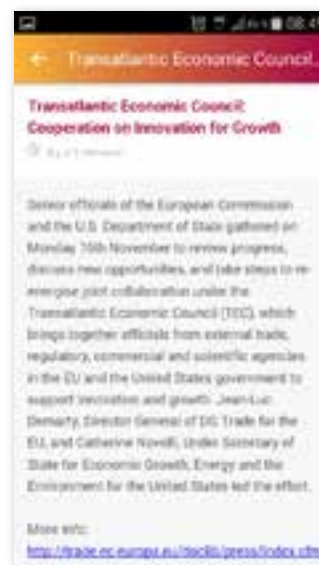 08:49
Transatlantic Economic Council...
Transatlantic Economic Council:
Cooperation on Innovation for Growth
Senior officials of the European Commission
and the U.S. Department of State gathered on
Monday 16th November to review progress,
discuss new opportunities, and take steps to re-
energise joint collaboration under the
Transatlantic Economic Council (TEC), which
brings together officials from external trade,
regulatory, commercial and scientific agencies
in the EU and the United States government to
support innovation and growth. Jean-Luc
Demarty, Director General of DG Trade for the
EU, and Catherine Novelli, Under Secretary of
State for Economic Growth, Energy and the
Environment for the United States led the effort.
More info:
http://trade.ec.europa.eu/doclib/press/index.cfm